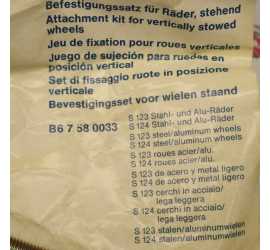 Befestigungssatz für Räder, stehend
Attachment kit for vertically stowed
wheels
Jeu de fixation pour roues verticales
Juego de sujeción para ruedas en
posición vertical
Set di fissaggio ruote in posizione
verticale
Bevestigingsset voor wielen staand
B6 7 58 0033
S 123 Stahl- und Alu-Räder
S 124 Stahl- und Alu-Räder
S 123 steel/aluminum wheels
S 124 steel/aluminum wheels
S 123 roues acier/alu.
S 124 roues acier/alu.
S 123 de acero y metal ligero
S 124 de acero y metal ligero
S 123 cerchi in acciaio/
lega leggera
S 124 cerchi in acciaio/
lega leggera
S 123 stalen/aluminumwielen
S 124 stalen/aluminumwielen